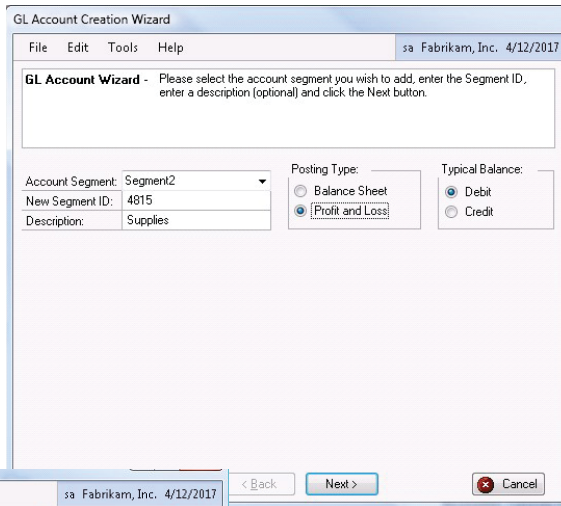 GL Account Creation Wizard
File Edit Tools Help sa Fabrikam, Inc. 4/12/2017
GL Account Wizard - Please select the account segment you wish to add, enter the Segment ID,
enter a description (optional) and click the Next button.
Account Segment: Segment2
New Segment ID: 4815
Description: Supplies
Posting Type:
Balance Sheet
Profit and Loss
Typical Balance:
Debit
Credit
< Back Next > Cancel
sa Fabrikam, Inc. 4/12/2017